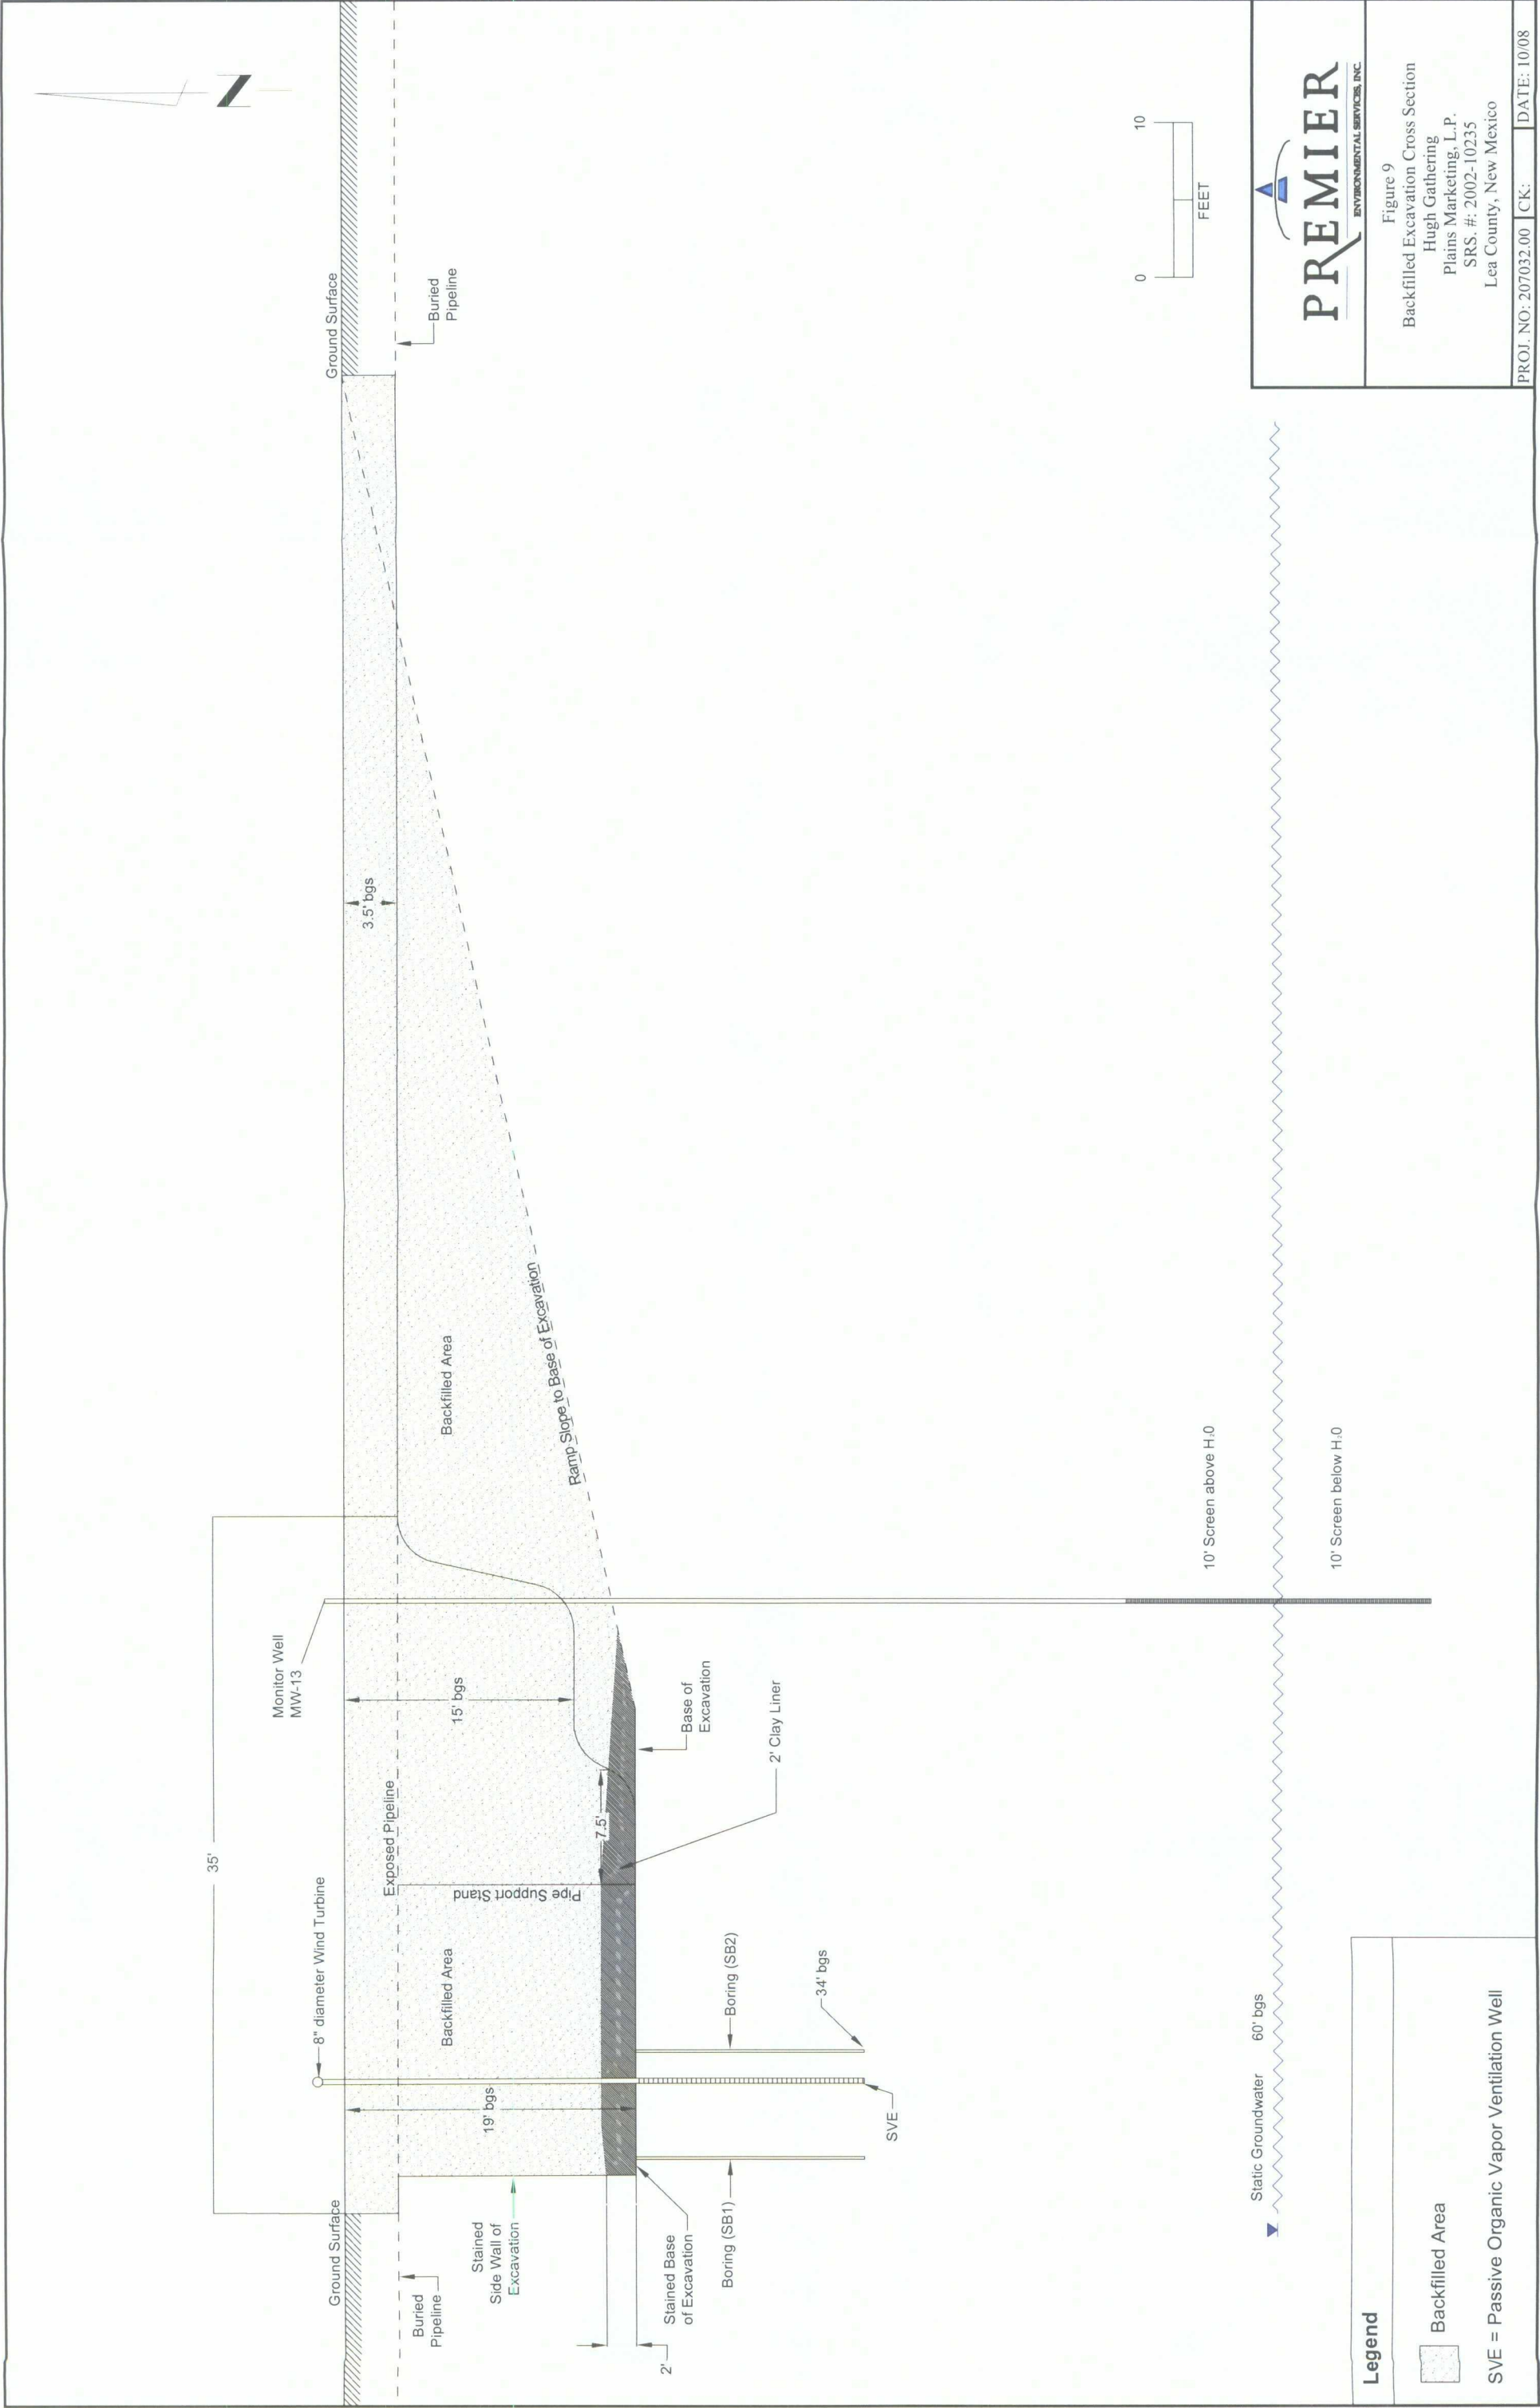 35'
8" diameter Wind Turbine
Monitor Well
MW-13
Ground Surface
Ground Surface
Buried
Pipeline
Exposed Pipeline
3.5' bgs
Buried
Pipeline
Stained
Side Wall of
Excavation
19' bgs
Backfilled Area
Pipe Support Stand
15' bgs
Backfilled Area
7.5'
Ramp Slope to Base of Excavation
2'
Stained Base
of Excavation
Base of
Excavation
2' Clay Liner
Boring (SB1)
Boring (SB2)
34' bgs
SVE
10' Screen above H20
Static Groundwater 60' bgs
10' Screen below H20
0 10
FEET
Legend
Backfilled Area
SVE = Passive Organic Vapor Ventilation Well
PREMIER
ENVIRONMENTAL SERVICES, INC.
Figure 9
Backfilled Excavation Cross Section
Hugh Gathering
Plains Marketing, L.P.
SRS. #: 2002-10235
Lea County, New Mexico
PROJ. NO: 207032.00 CK: DATE: 10/08
N